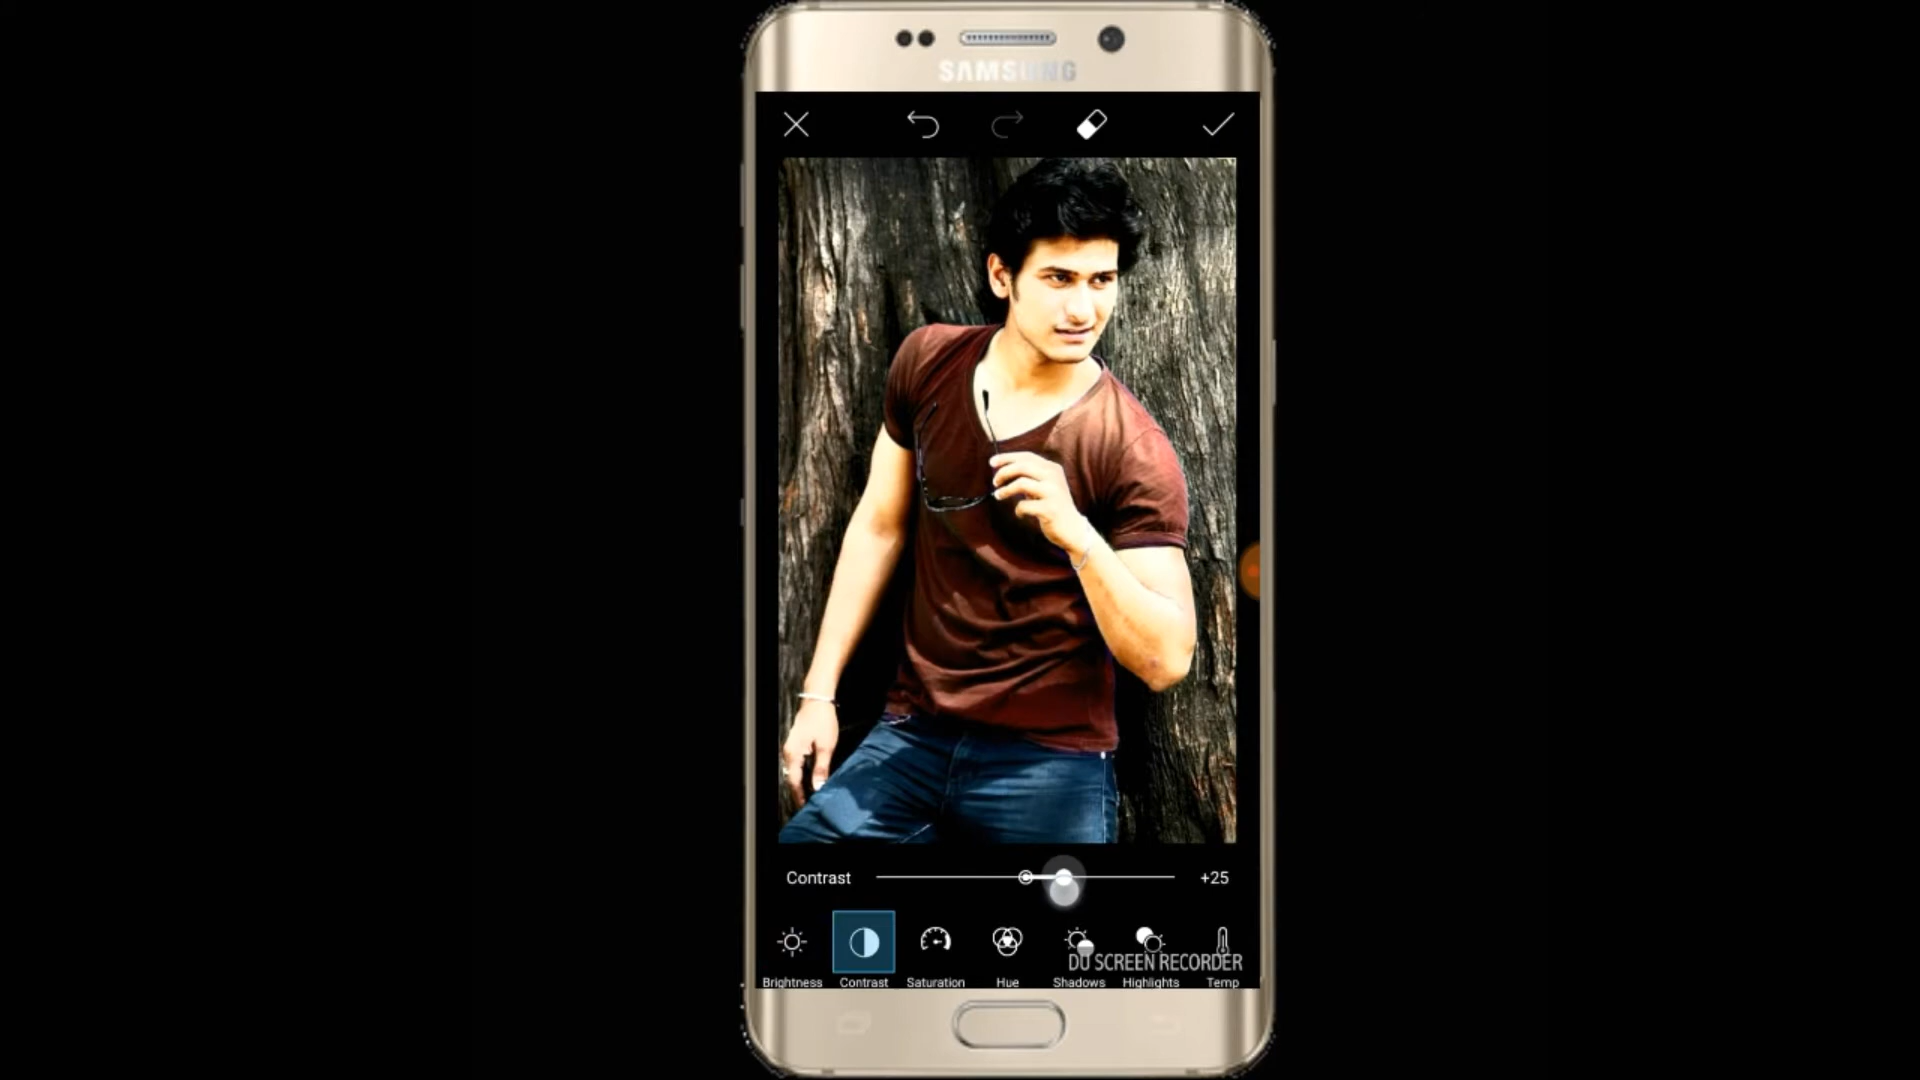 SAMSUNG
Contrast +25
DU SCREEN RECORDER
Brightness Contrast Saturation Hue Shadows Highlights Temp